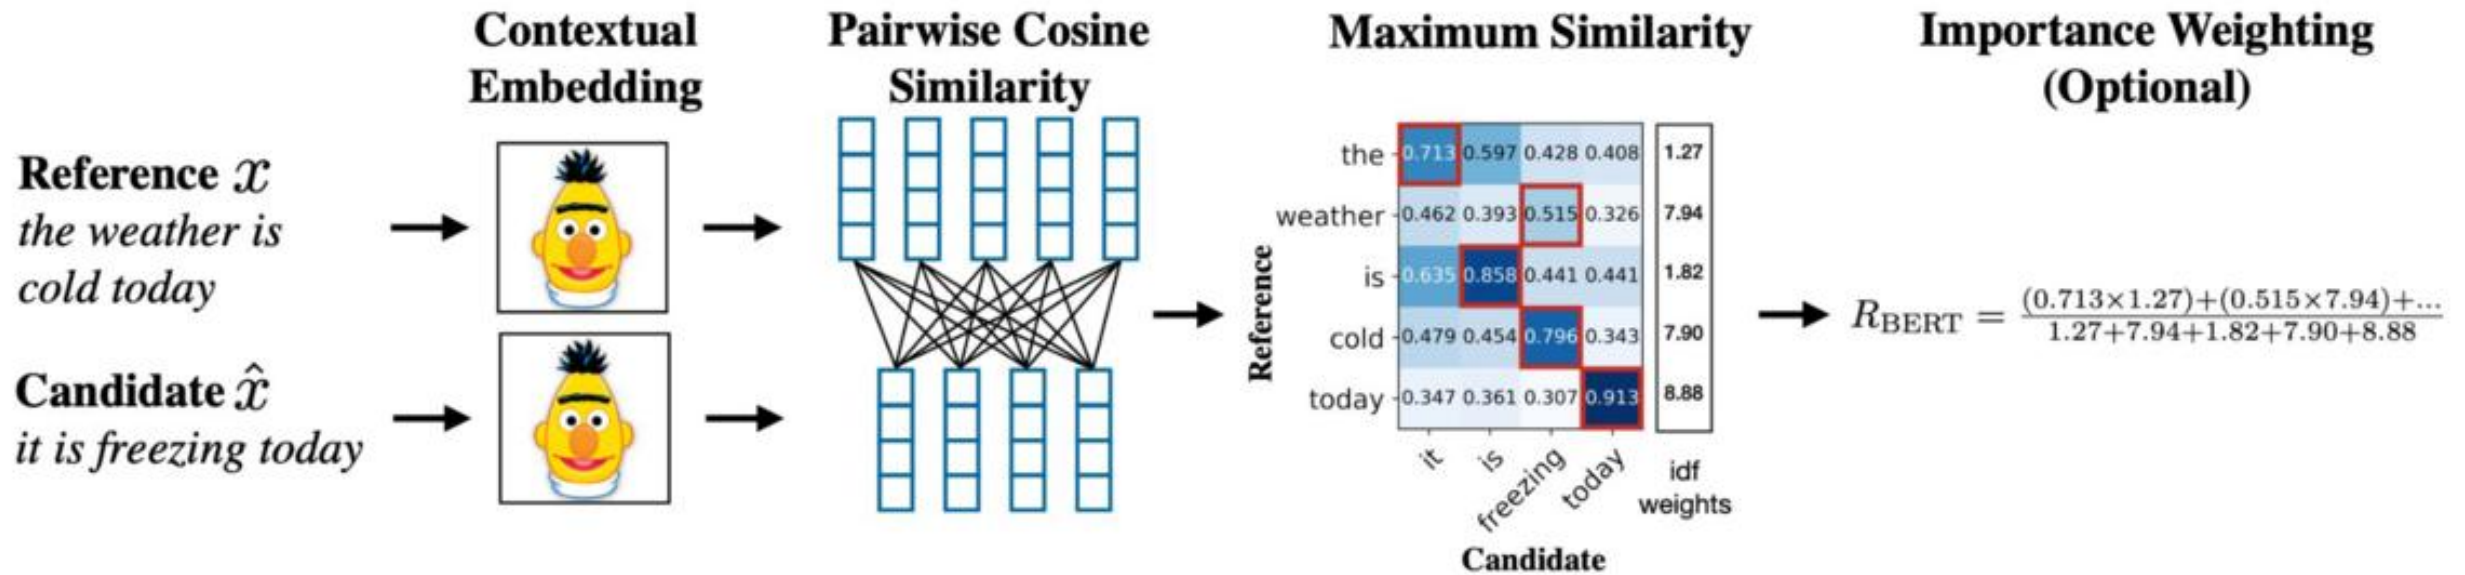 Contextual
Embedding
Pairwise Cosine
Similarity
Maximum Similarity
Importance Weighting
(Optional)
Reference x
the weather is
cold today
Candidate x̂
it is freezing today
Reference
the 0.713 0.597 0.428 0.408 1.27
weather 0.462 0.393 0.515 0.326 7.94
is 0.635 0.858 0.441 0.441 1.82
cold 0.479 0.454 0.796 0.343 7.90
today 0.347 0.361 0.307 0.913 8.88
it is freezing today
idf
weights
Candidate
R_BERT = (0.713×1.27)+(0.515×7.94)+... / 1.27+7.94+1.82+7.90+8.88